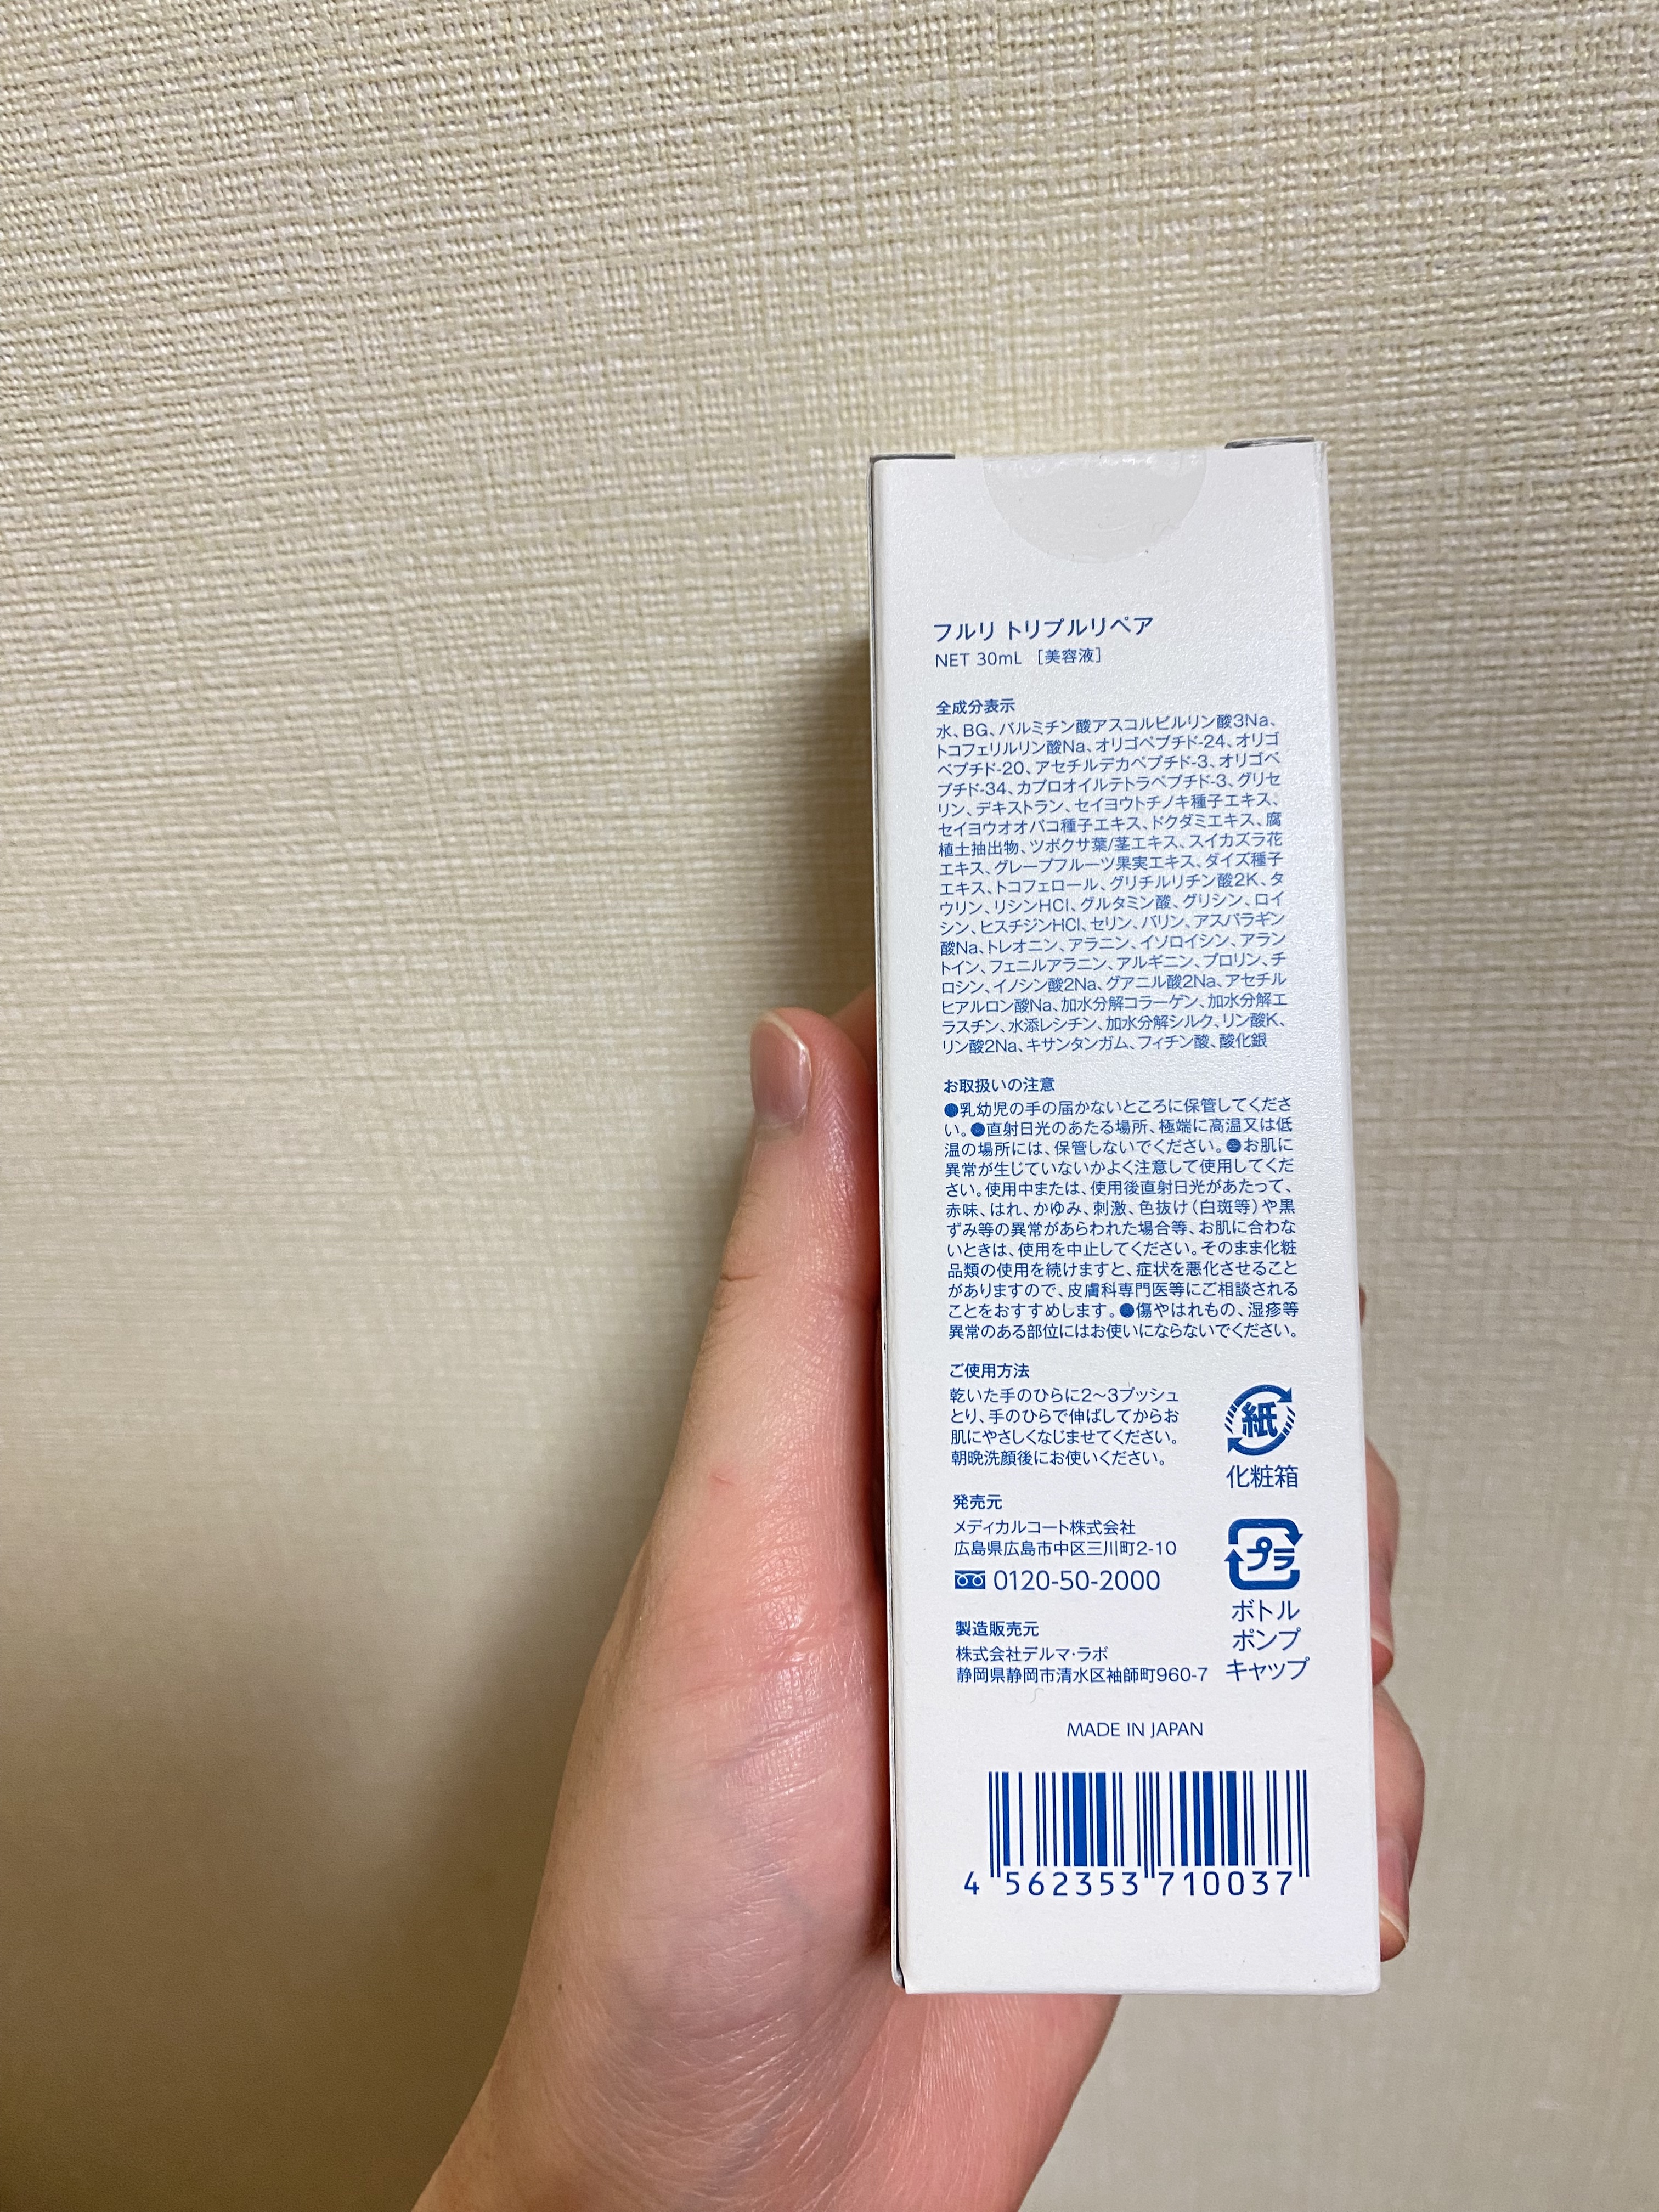 フルリ トリプルリペア
NET 30mL [美容液]
全成分表示
水、BG、パルミチン酸アスコルビルリン酸3Na、
トコフェリルリン酸Na、オリゴペプチド-24、オリゴ
ペプチド-20、アセチルデカペプチド-3、オリゴペ
プチド-34、カプロオイルテトラペプチド-3、グリセ
リン、デキストラン、セイヨウトチノキ種子エキス、
セイヨウオオバコ種子エキス、ドクダミエキス、腐
植土抽出物、ツボクサ葉/茎エキス、スイカズラ花
エキス、グレープフルーツ果実エキス、ダイズ種子
エキス、トコフェロール、グリチルリチン酸2K、タ
ウリン、リシンHCl、グルタミン酸、グリシン、ロイ
シン、ヒスチジンHCl、セリン、バリン、アスパラギン
酸Na、トレオニン、アラニン、イソロイシン、アラン
トイン、フェニルアラニン、アルギニン、プロリン、チ
ロシン、イノシン酸2Na、グアニル酸2Na、アセチル
ヒアルロン酸Na、加水分解コラーゲン、加水分解エ
ラスチン、水添レシチン、加水分解シルク、リン酸K、
リン酸2Na、キサンタンガム、フィチン酸、酸化銀
お取扱いの注意
●乳幼児の手の届かないところに保管してくださ
い。●直射日光のあたる場所、極端に高温又は低
温の場所には、保管しないでください。●お肌に
異常が生じていないかよく注意して使用してくだ
さい。使用中または、使用後直射日光があたって、
赤味、はれ、かゆみ、刺激、色抜け(白斑等)や黒
ずみ等の異常があらわれた場合等、お肌に合わな
いときは、使用を中止してください。そのまま化粧
品類の使用を続けますと、症状を悪化させること
がありますので、皮膚科専門医等にご相談される
ことをおすすめします。●傷やはれもの、湿疹等
異常のある部位にはお使いにならないでください。
ご使用方法
乾いた手のひらに2〜3プッシュ
とり、手のひらで伸ばしてからお
肌にやさしくなじませてください。
朝晩洗顔後にお使いください。
紙
化粧箱
発売元
メディカルコート株式会社
広島県広島市中区三川町2-10
0120-50-2000
プラ
ボトル
ポンプ
キャップ
製造販売元
株式会社デルマ・ラボ
静岡県静岡市清水区袖師町960-7
MADE IN JAPAN
4 562353 710037